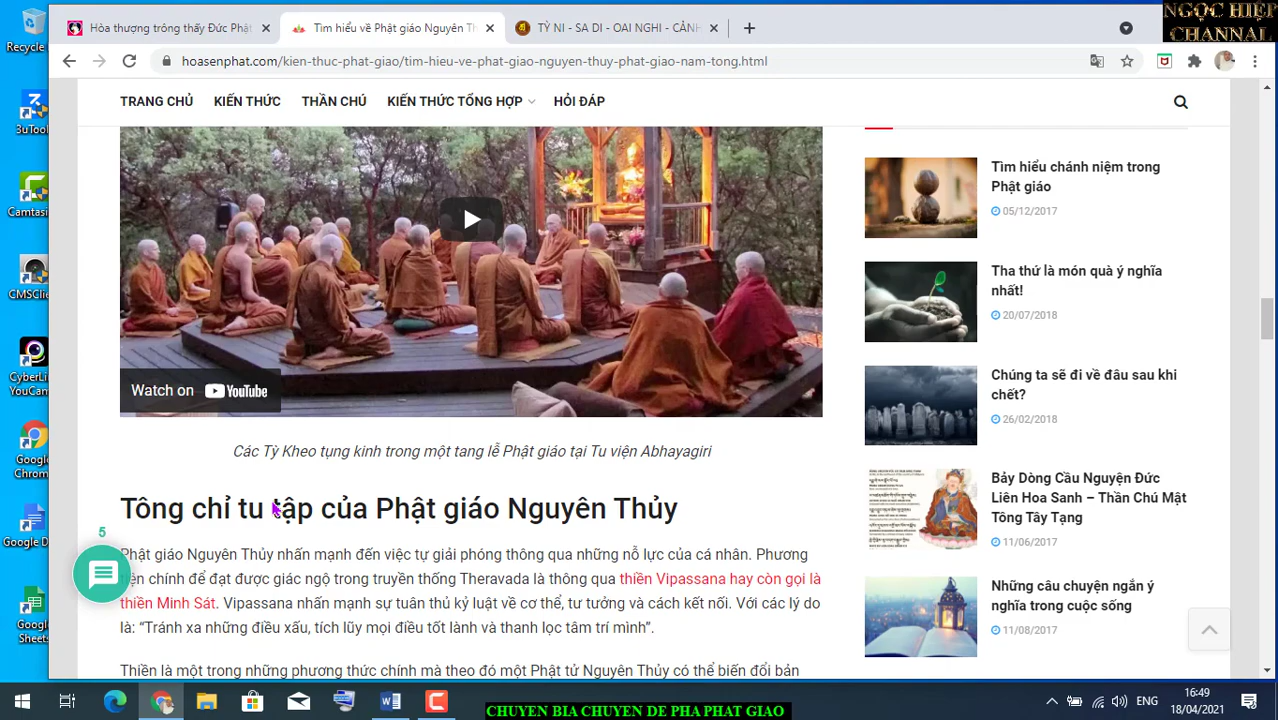 NGỌC HIỆP
CHANNAL
Recycle
Hòa thượng trông thấy Đức Phật
Tìm hiểu về Phật giáo Nguyên Th
TỲ NI - SA DI - OAI NGHI - CẢNH
hoasenphat.com/kien-thuc-phat-giao/tim-hieu-ve-phat-giao-nguyen-thuy-phat-giao-nam-tong.html
TRANG CHỦ KIẾN THỨC THẦN CHÚ KIẾN THỨC TỔNG HỢP HỎI ĐÁP
3uTool
Camtas
CMSClie
CyberLin
YouCam
Google
Chrom
Google D
Google
Sheets
Watch on YouTube
Các Tỳ Kheo tụng kinh trong một tang lễ Phật giáo tại Tu viện Abhayagiri
Tông chỉ tu tập của Phật giáo Nguyên Thủy
5
Phật giáo Nguyên Thủy nhấn mạnh đến việc tự giải phóng thông qua những nỗ lực của cá nhân. Phương
tiện chính để đạt được giác ngộ trong truyền thống Theravada là thông qua thiền Vipassana hay còn gọi là
thiền Minh Sát. Vipassana nhấn mạnh sự tuân thủ kỷ luật về cơ thể, tư tưởng và cách kết nối. Với các lý do
là: “Tránh xa những điều xấu, tích lũy mọi điều tốt lành và thanh lọc tâm trí mình”.
Thiền là một trong những phương thức chính mà theo đó một Phật tử Nguyên Thủy có thể biến đổi bản
Tìm hiểu chánh niệm trong
Phật giáo
05/12/2017
Tha thứ là món quà ý nghĩa
nhất!
20/07/2018
Chúng ta sẽ đi về đâu sau khi
chết?
26/02/2018
Bảy Dòng Cầu Nguyện Đức
Liên Hoa Sanh – Thần Chú Mật
Tông Tây Tạng
11/06/2017
Những câu chuyện ngắn ý
nghĩa trong cuộc sống
11/08/2017
ENG
16:49
18/04/2021
CHUYEN BIA CHUYEN DE PHA PHAT GIAO